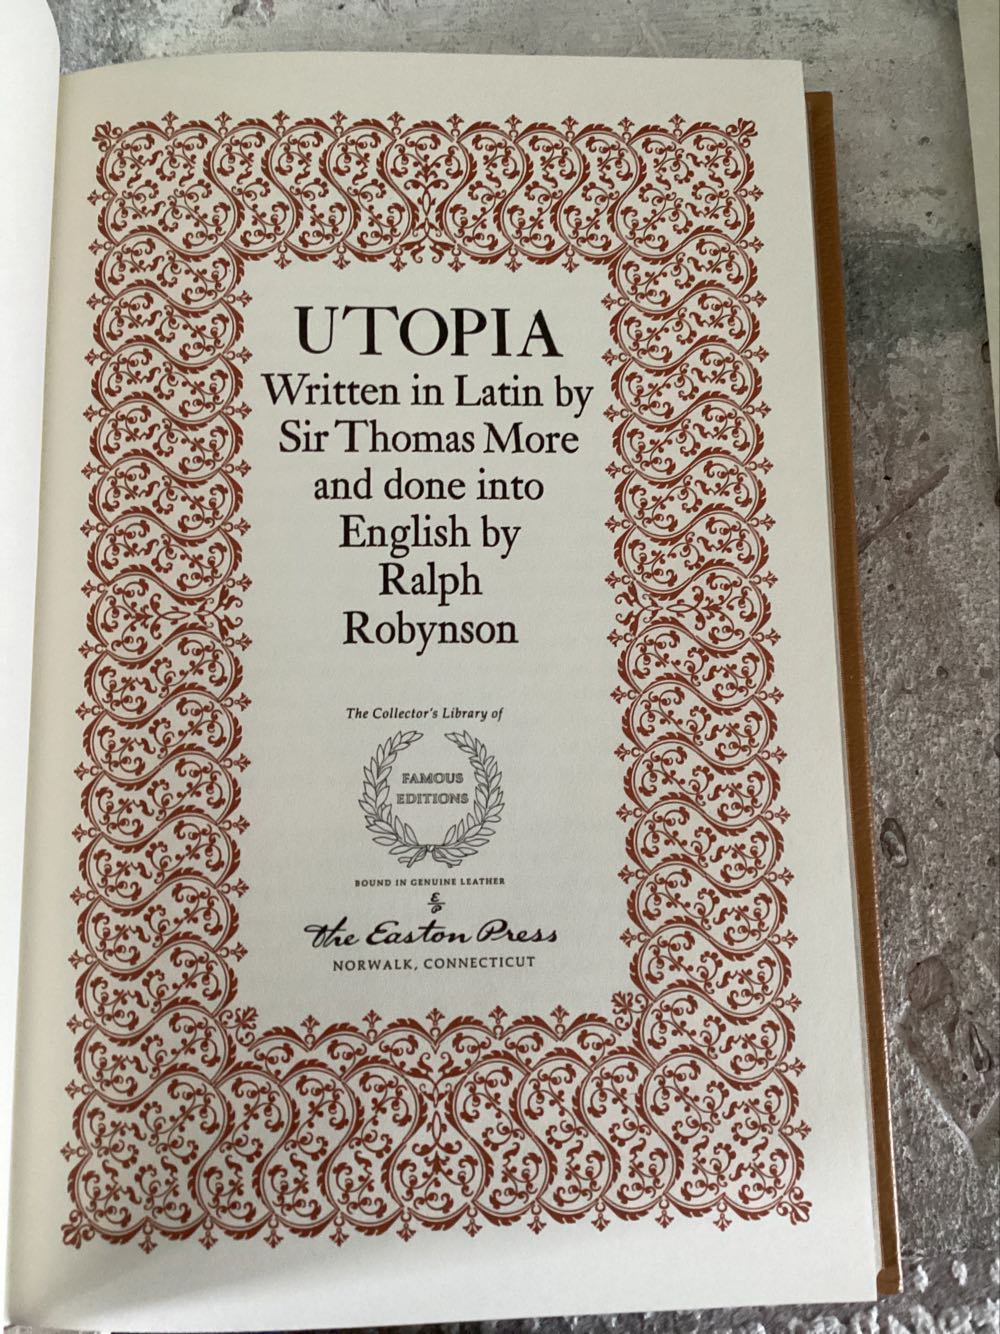 UTOPIA
Written in Latin by
Sir Thomas More
and done into
English by
Ralph
Robynson
The Collector's Library of
FAMOUS
EDITIONS
BOUND IN GENUINE LEATHER
E/P
The Easton Press
NORWALK, CONNECTICUT